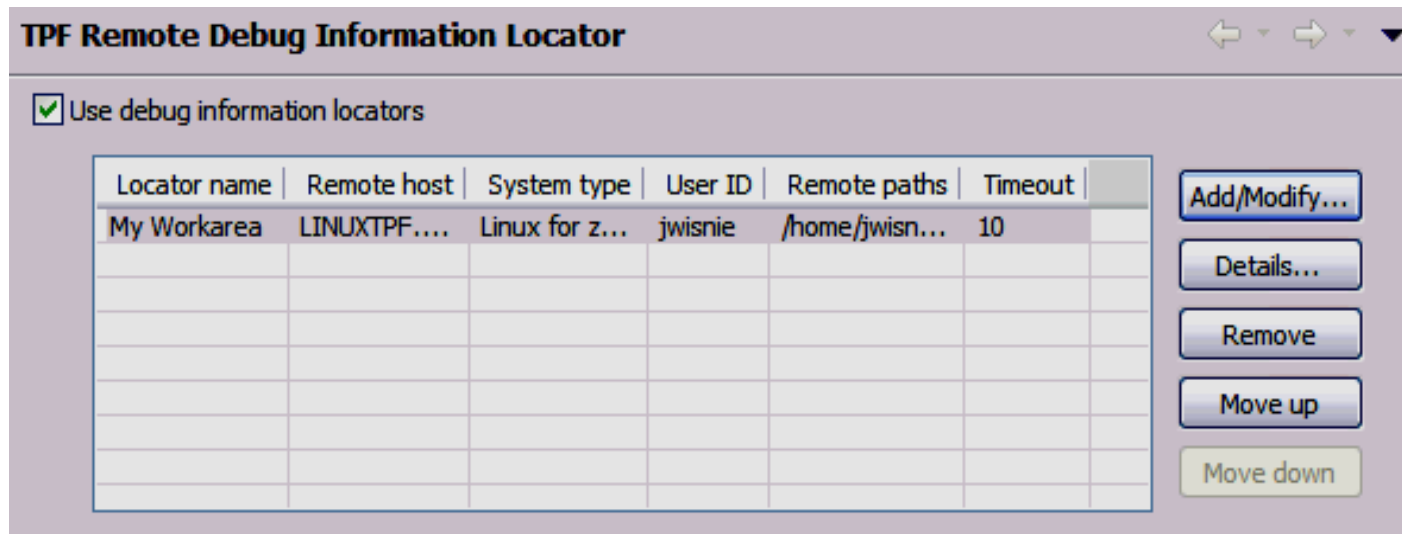 TPF Remote Debug Information Locator
Use debug information locators
Locator name Remote host System type User ID Remote paths Timeout
My Workarea LINUXTPF.... Linux for z... jwisnie /home/jwisn... 10
Add/Modify...
Details...
Remove
Move up
Move down